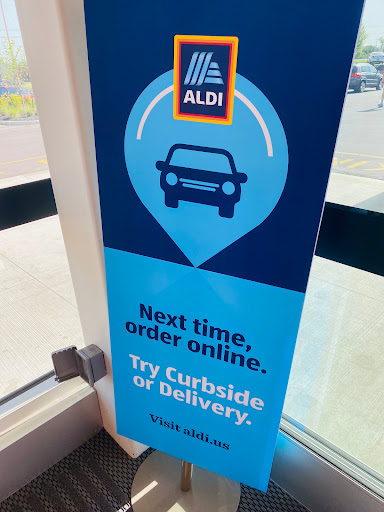 ALDI
Next time,
order online.
Try Curbside
or Delivery.
Visit aldi.us